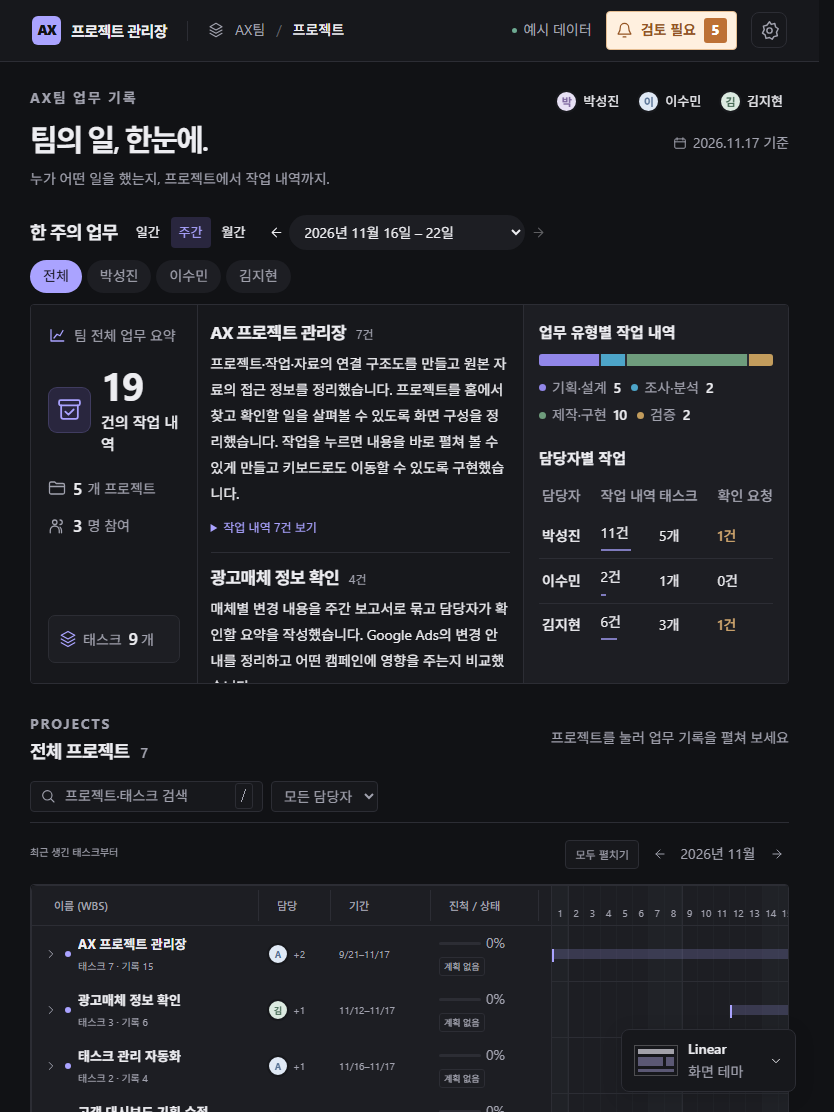 AX 프로젝트 관리장 AX팀 / 프로젝트 예시 데이터 검토 필요 5
AX팀 업무 기록 박 박성진 이 이수민 김 김지현
팀의 일, 한눈에.
2026.11.17 기준
누가 어떤 일을 했는지, 프로젝트에서 작업 내역까지.
한 주의 업무 일간 주간 월간 ← 2026년 11월 16일 – 22일 →
전체 박성진 이수민 김지현
팀 전체 업무 요약
19
건의 작업 내
역
5 개 프로젝트
3 명 참여
태스크 9 개
AX 프로젝트 관리장 7건
프로젝트·작업·자료의 연결 구조도를 만들고 원본 자
료의 접근 정보를 정리했습니다. 프로젝트를 홈에서
찾고 확인할 일을 살펴볼 수 있도록 화면 구성을 정
리했습니다. 작업을 누르면 내용을 바로 펼쳐 볼 수
있게 만들고 키보드로도 이동할 수 있도록 구현했습
니다.
▶ 작업 내역 7건 보기
광고매체 정보 확인 4건
매체별 변경 내용을 주간 보고서로 묶고 담당자가 확
인할 요약을 작성했습니다. Google Ads의 변경 안
내를 정리하고 어떤 캠페인에 영향을 주는지 비교했
습니다.
업무 유형별 작업 내역
기획·설계 5 조사·분석 2
제작·구현 10 검증 2
담당자별 작업
담당자 작업 내역 태스크 확인 요청
박성진 11건 5개 1건
이수민 2건 1개 0건
김지현 6건 3개 1건
PROJECTS
전체 프로젝트 7
프로젝트를 눌러 업무 기록을 펼쳐 보세요
프로젝트·태스크 검색 / 모든 담당자
최근 생긴 태스크부터 모두 펼치기 ← 2026년 11월 →
이름 (WBS) 담당 기간 진척 / 상태 1 2 3 4 5 6 7 8 9 10 11 12 13 14
AX 프로젝트 관리장 A +2 9/21–11/17 0%
태스크 7 · 기록 15 계획 없음
광고매체 정보 확인 김 +1 11/12–11/17 0%
태스크 3 · 기록 6 계획 없음
태스크 관리 자동화 A +1 11/16–11/17 0%
태스크 2 · 기록 4 계획 없음
Linear
화면 테마